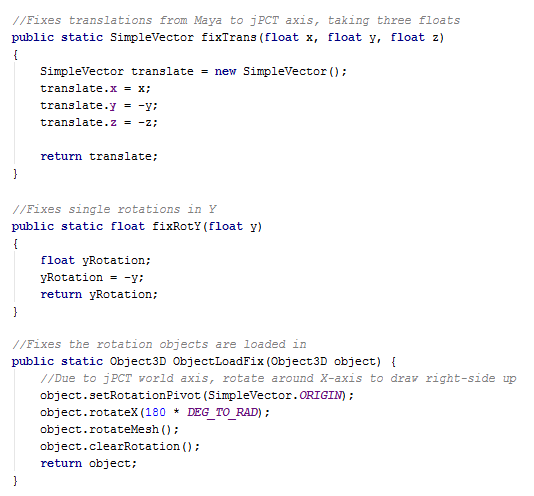 //Fixes translations from Maya to jPCT axis, taking three floats
public static SimpleVector fixTrans(float x, float y, float z)
{
    SimpleVector translate = new SimpleVector();
    translate.x = x;
    translate.y = -y;
    translate.z = -z;

    return translate;
}

//Fixes single rotations in Y
public static float fixRotY(float y)
{
    float yRotation;
    yRotation = -y;
    return yRotation;
}

//Fixes the rotation objects are loaded in
public static Object3D ObjectLoadFix(Object3D object) {
    //Due to jPCT world axis, rotate around X-axis to draw right-side up
    object.setRotationPivot(SimpleVector.ORIGIN);
    object.rotateX(180 * DEG_TO_RAD);
    object.rotateMesh();
    object.clearRotation();
    return object;
}